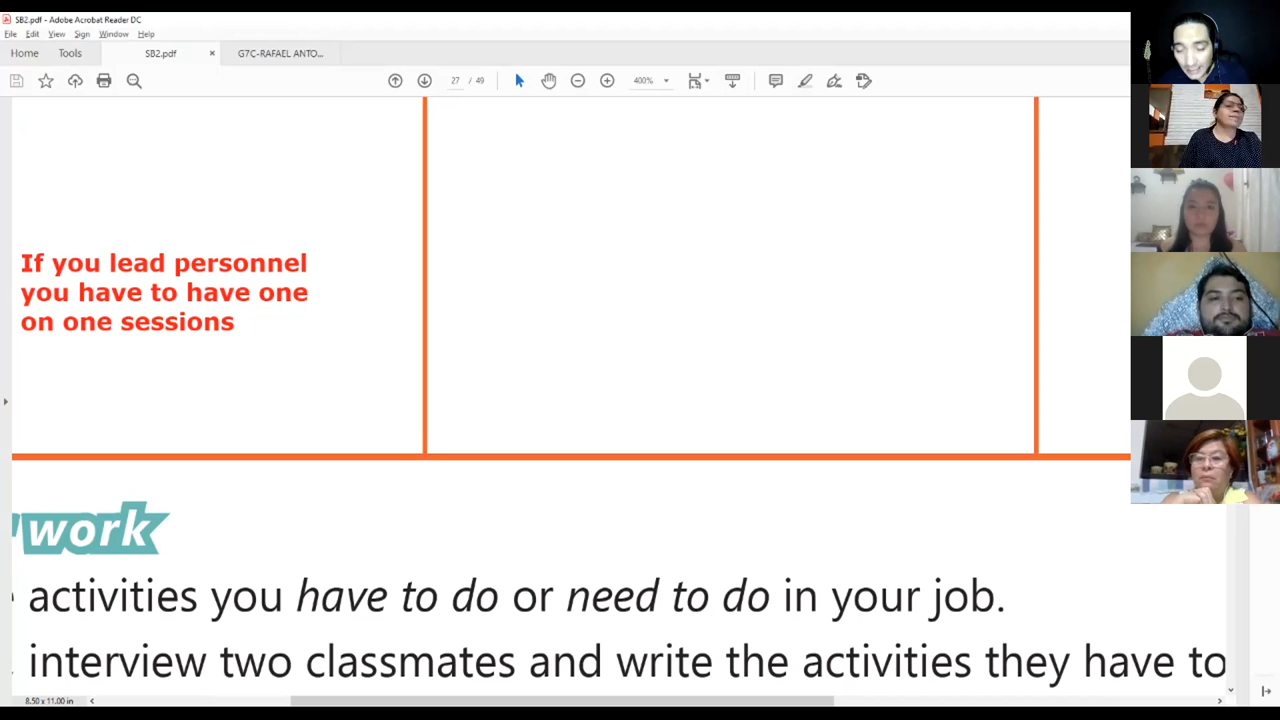 SB2.pdf - Adobe Acrobat Reader DC
File Edit View Sign Window Help
Home Tools SB2.pdf × G7C-RAFAEL ANTO...
27 / 49 400%
If you lead personnel
you have to have one
on one sessions
work
activities you have to do or need to do in your job.
interview two classmates and write the activities they have to
8.50 x 11.00 in